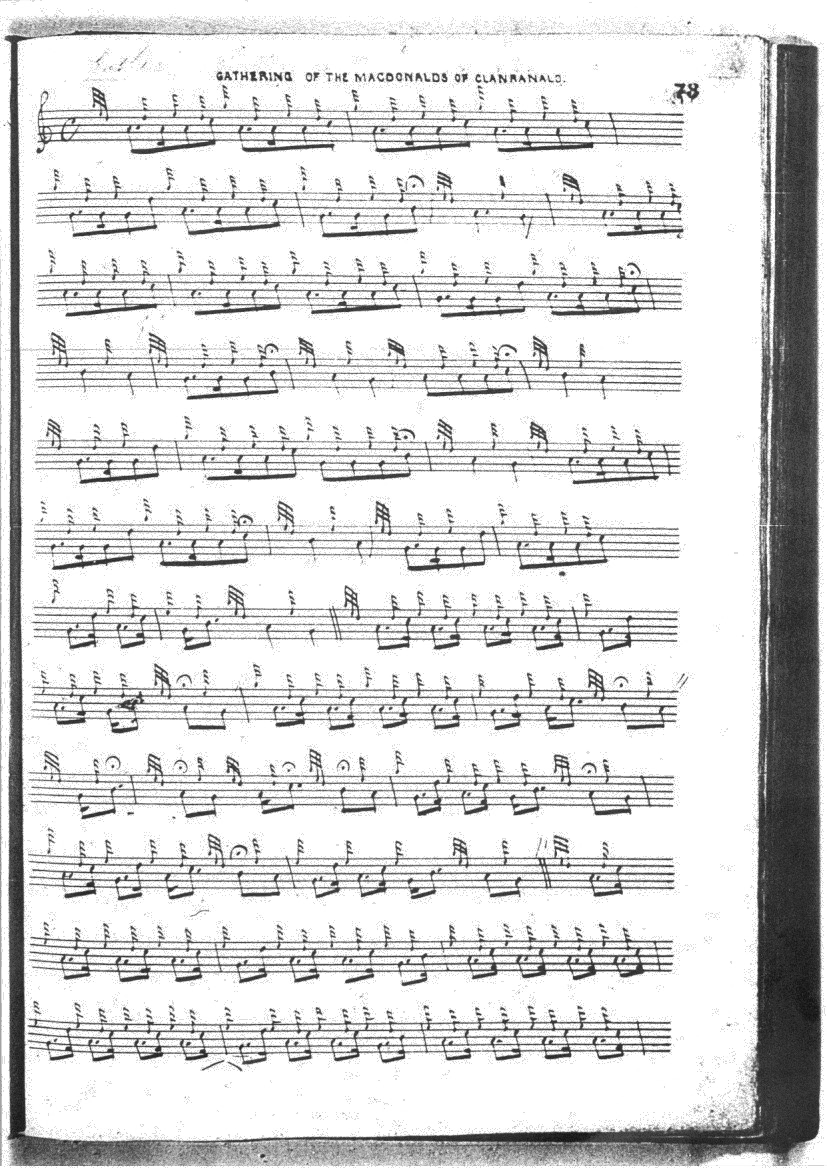 GATHERING OF THE MACDONALDS OF CLANRANALD.
78